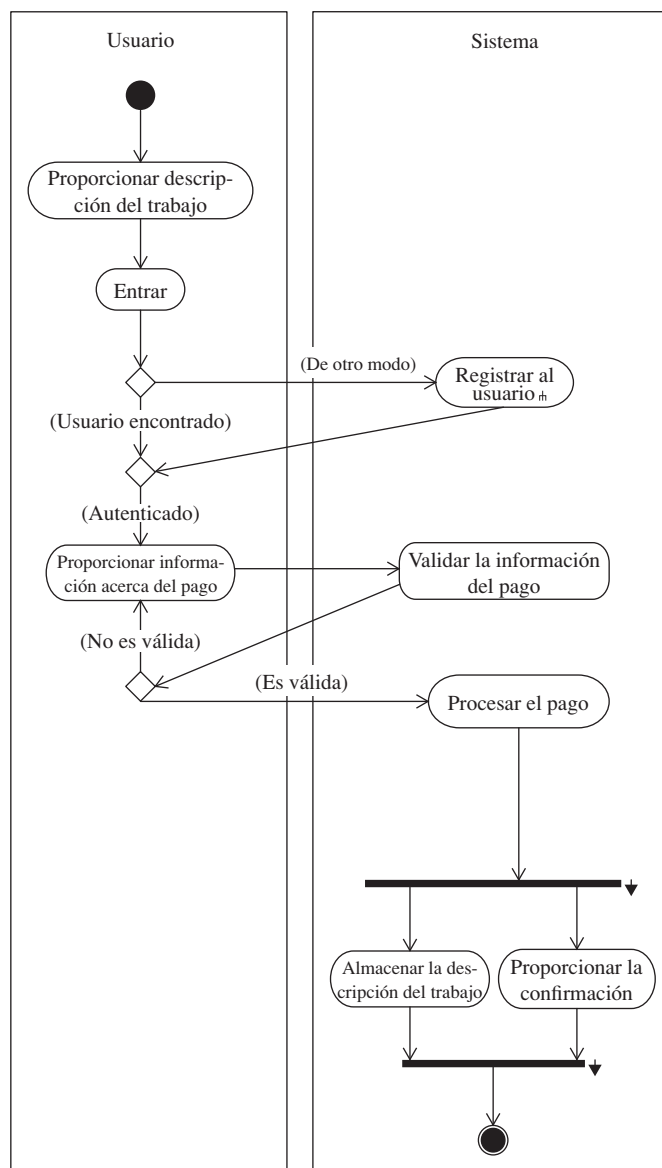 Usuario
Sistema
Proporcionar descrip-
ción del trabajo
Entrar
(De otro modo)
Registrar al
usuario
(Usuario encontrado)
(Autenticado)
Proporcionar informa-
ción acerca del pago
Validar la información
del pago
(No es válida)
(Es válida)
Procesar el pago
Almacenar la des-
cripción del trabajo
Proporcionar la
confirmación